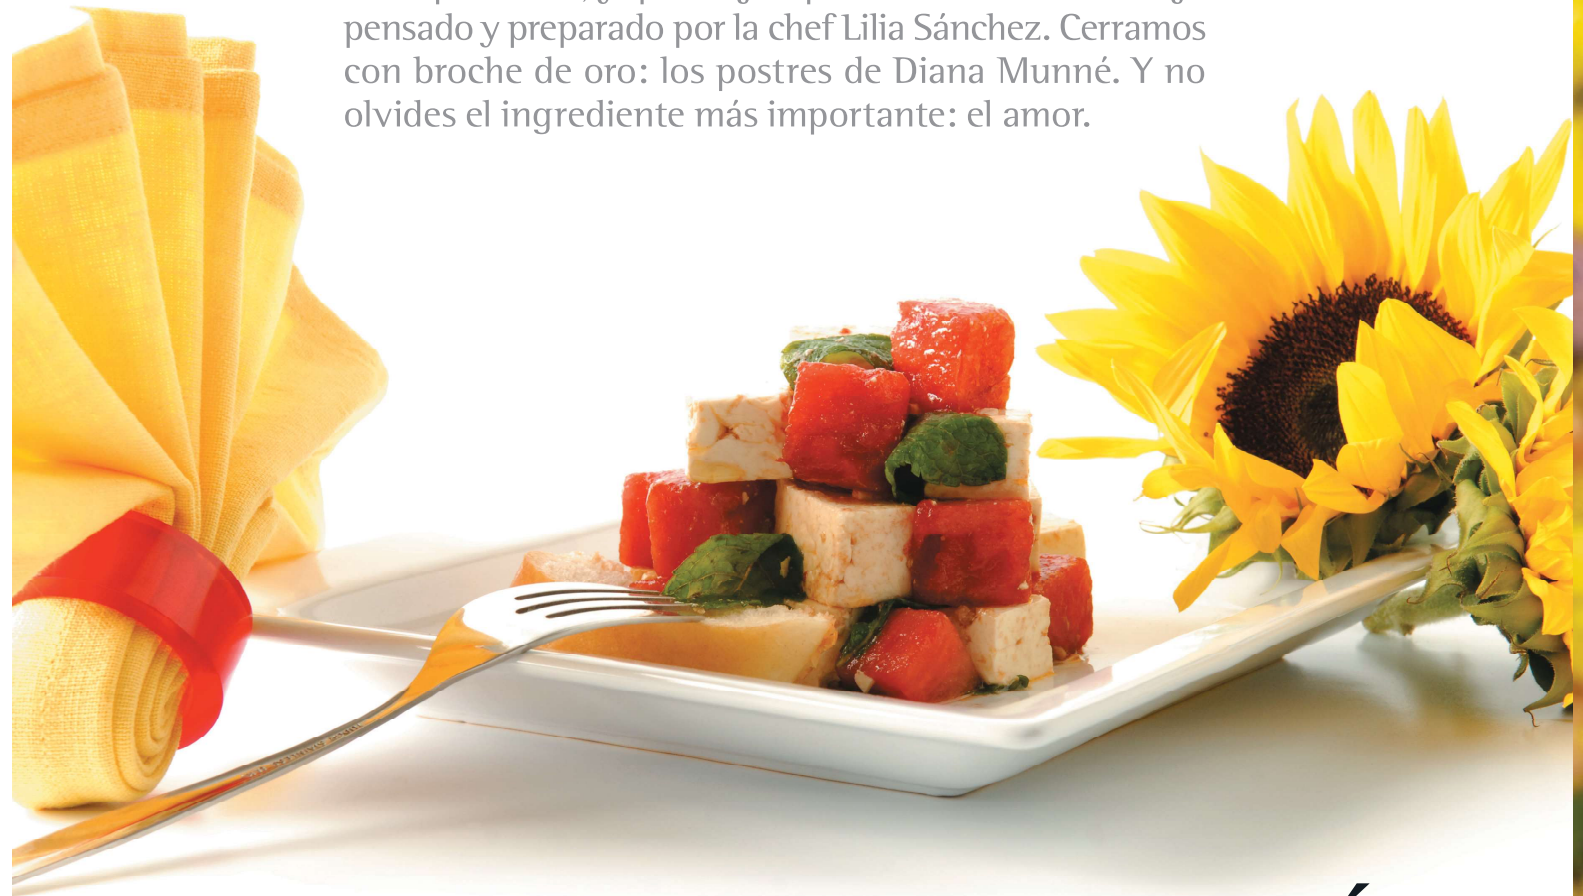 pensado y preparado por la chef Lilia Sánchez. Cerramos
con broche de oro: los postres de Diana Munné. Y no
olvides el ingrediente más importante: el amor.